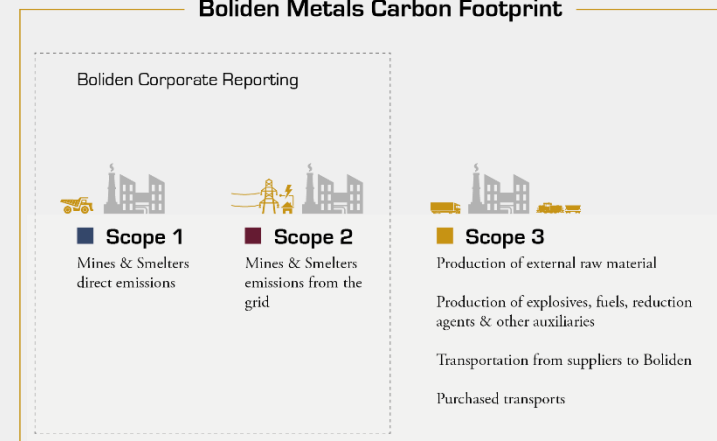 Boliden Metals Carbon Footprint
Boliden Corporate Reporting
Scope 1
Mines & Smelters
direct emissions
Scope 2
Mines & Smelters
emissions from the
grid
Scope 3
Production of external raw material
Production of explosives, fuels, reduction
agents & other auxiliaries
Transportation from suppliers to Boliden
Purchased transports